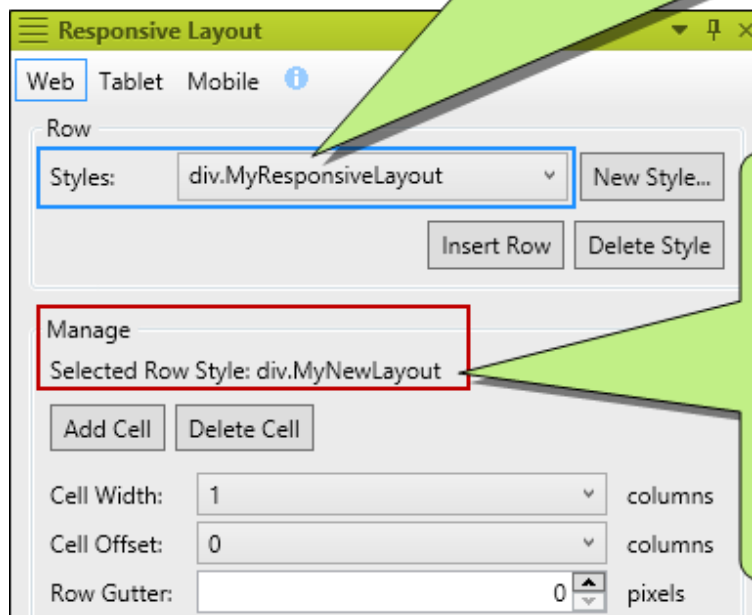 Responsive Layout
Web Tablet Mobile
Row
Styles: div.MyResponsiveLayout New Style...
Insert Row Delete Style
Manage
Selected Row Style: div.MyNewLayout
Add Cell Delete Cell
Cell Width: 1 columns
Cell Offset: 0 columns
Row Gutter: 0 pixels